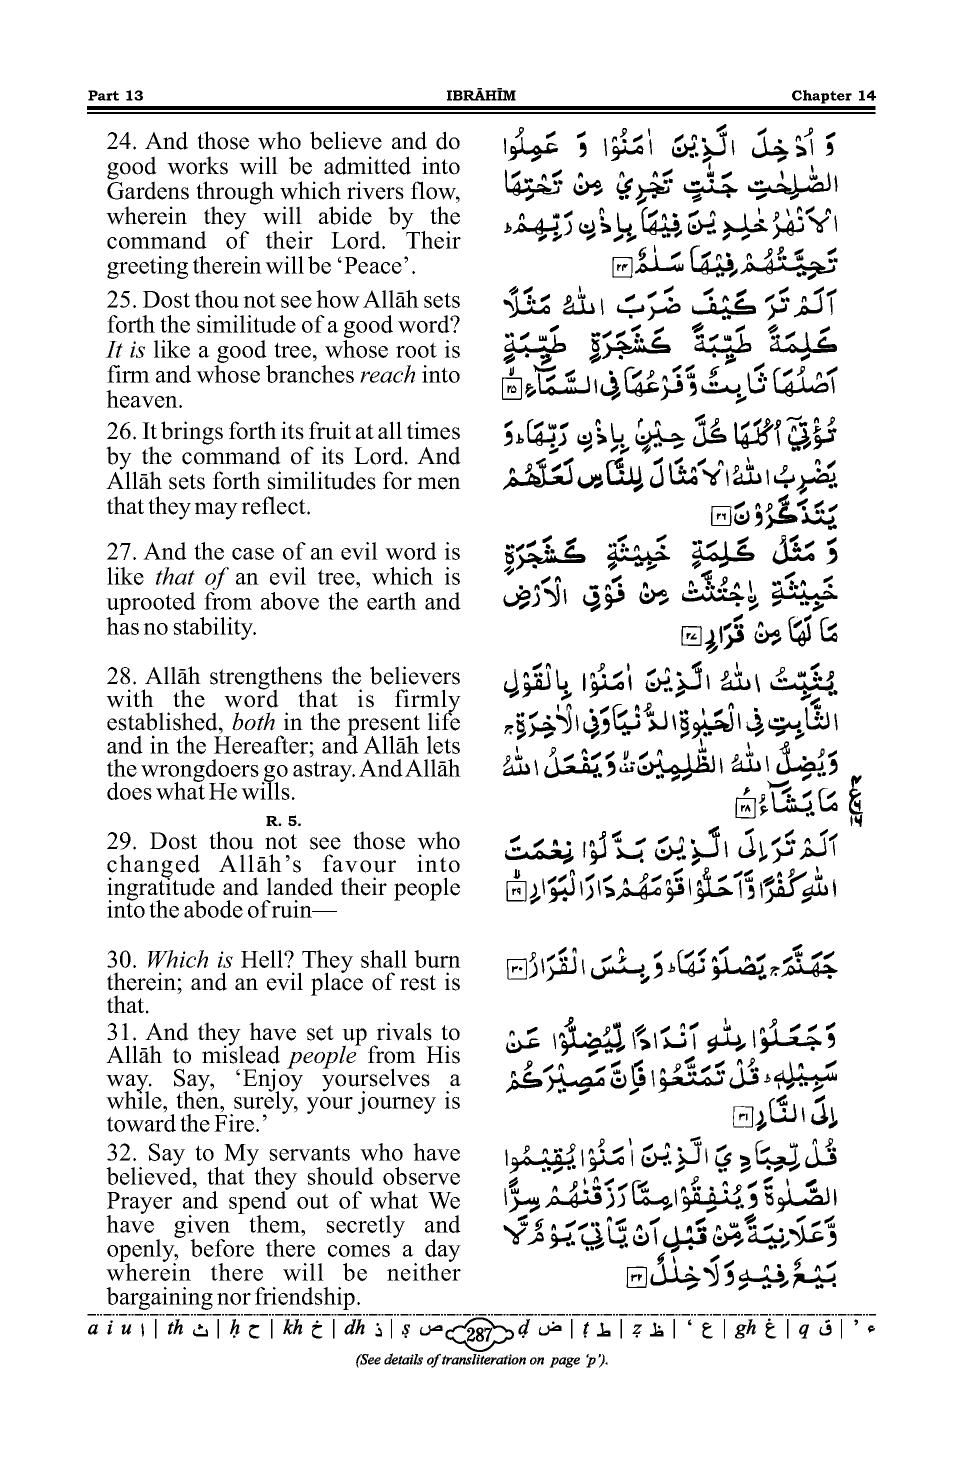 Part 13 IBRĀHĪM Chapter 14
24. And those who believe and do
good works will be admitted into
Gardens through which rivers flow,
wherein they will abide by the
command of their Lord. Their
greeting therein will be ‘Peace’.
25. Dost thou not see how Allāh sets
forth the similitude of a good word?
It is like a good tree, whose root is
firm and whose branches reach into
heaven.
26. It brings forth its fruit at all times
by the command of its Lord. And
Allāh sets forth similitudes for men
that they may reflect.
27. And the case of an evil word is
like that of an evil tree, which is
uprooted from above the earth and
has no stability.
28. Allāh strengthens the believers
with the word that is firmly
established, both in the present life
and in the Hereafter; and Allāh lets
the wrongdoers go astray. And Allāh
does what He wills.
R. 5.
29. Dost thou not see those who
changed Allāh’s favour into
ingratitude and landed their people
into the abode of ruin—
30. Which is Hell? They shall burn
therein; and an evil place of rest is
that.
31. And they have set up rivals to
Allāh to mislead people from His
way. Say, ‘Enjoy yourselves a
while, then, surely, your journey is
toward the Fire.’
32. Say to My servants who have
believed, that they should observe
Prayer and spend out of what We
have given them, secretly and
openly, before there comes a day
wherein there will be neither
bargaining nor friendship.
وَ اُدْخِلَ الَّذِيْنَ اٰمَنُوْا وَ عَمِلُوا
الصّٰلِحٰتِ جَنّٰتٍ تَجْرِيْ مِنْ تَحْتِهَا
الْاَنْهٰرُ خٰلِدِيْنَ فِيْهَا بِاِذْنِ رَبِّهِمْ ؕ
تَحِيَّتُهُمْ فِيْهَا سَلٰمٌ ۲۴
اَلَمْ تَرَ كَيْفَ ضَرَبَ اللّٰهُ مَثَلًا
كَلِمَةً طَيِّبَةً كَشَجَرَةٍ طَيِّبَةٍ
اَصْلُهَا ثَابِتٌ وَّفَرْعُهَا فِى السَّمَآءِ ۲۵
تُؤْتِيْۤ اُكُلَهَا كُلَّ حِيْنٍۭ بِاِذْنِ رَبِّهَا ؕ وَ
يَضْرِبُ اللّٰهُ الْاَمْثَالَ لِلنَّاسِ لَعَلَّهُمْ
يَتَذَكَّرُوْنَ ۲۶
وَ مَثَلُ كَلِمَةٍ خَبِيْثَةٍ كَشَجَرَةٍ
خَبِيْثَةِ ِۨاجْتُثَّتْ مِنْ فَوْقِ الْاَرْضِ
مَا لَهَا مِنْ قَرَارٍ ۲۷
يُثَبِّتُ اللّٰهُ الَّذِيْنَ اٰمَنُوْا بِالْقَوْلِ
الثَّابِتِ فِى الْحَيٰوةِ الدُّنْيَا وَفِى الْاٰخِرَةِ ۚ
وَيُضِلُّ اللّٰهُ الظّٰلِمِيْنَ ۟ۙ وَيَفْعَلُ اللّٰهُ
مَا يَشَآءُ ۲۸
اَلَمْ تَرَ اِلَى الَّذِيْنَ بَدَّلُوْا نِعْمَتَ
اللّٰهِ كُفْرًا وَّاَحَلُّوْا قَوْمَهُمْ دَارَ الْبَوَارِ ۲۹
جَهَنَّمَ ۚ يَصْلَوْنَهَا ؕ وَ بِئْسَ الْقَرَارُ ۳۰
وَجَعَلُوْا لِلّٰهِ اَنْدَادًا لِّيُضِلُّوْا عَنْ
سَبِيْلِهٖ ؕ قُلْ تَمَتَّعُوْا فَاِنَّ مَصِيْرَكُمْ
اِلَى النَّارِ ۳۱
قُلْ لِّعِبَادِيَ الَّذِيْنَ اٰمَنُوْا يُقِيْمُوا
الصَّلٰوةَ وَيُنْفِقُوْا مِمَّا رَزَقْنٰهُمْ سِرًّا
وَّعَلَانِيَةً مِّنْ قَبْلِ اَنْ يَّاْتِيَ يَوْمٌ لَّا
بَيْعٌ فِيْهِ وَلَا خِلٰلٌ ۳۲
a i u ا | th ث | ḥ ح | kh خ | dh ذ | ṣ ص 287 ḍ ض | ṭ ط | ẓ ظ | ‘ ع | gh غ | q ق | ’ ء
(See details of transliteration on page ‘p’).